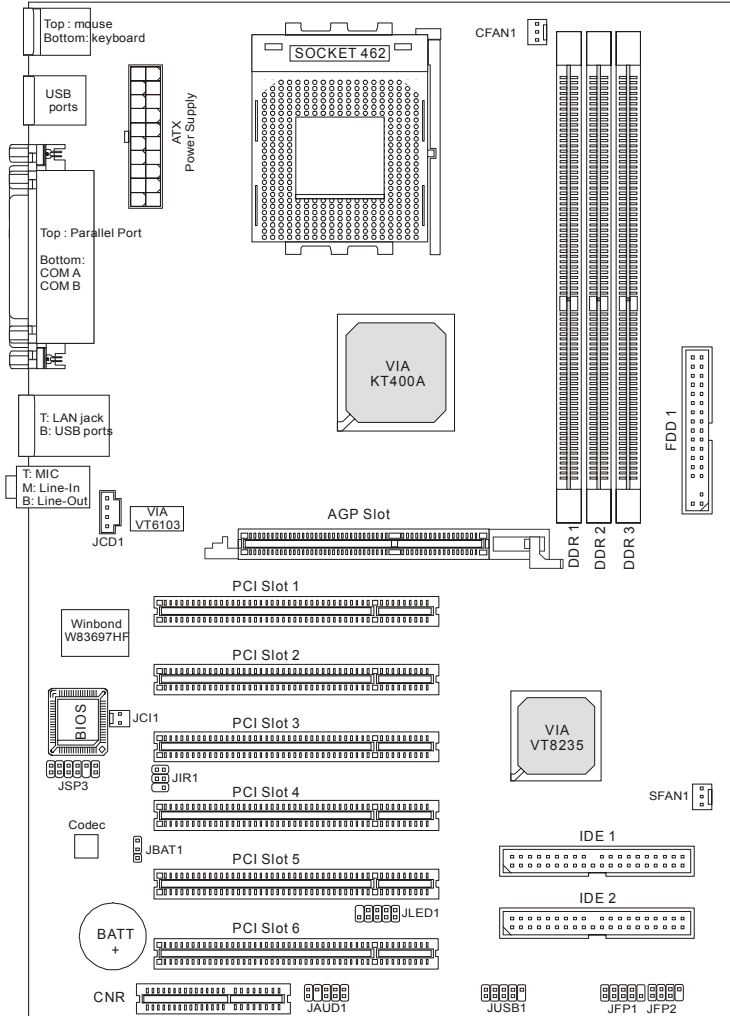 Top : mouse
Bottom: keyboard
USB
ports
ATX
Power Supply
SOCKET 462
CFAN1
Top : Parallel Port
Bottom:
COM A
COM B
VIA
KT400A
FDD 1
T: LAN jack
B: USB ports
T: MIC
M: Line-In
B: Line-Out
JCD1
VIA
VT6103
AGP Slot
DDR 1
DDR 2
DDR 3
PCI Slot 1
Winbond
W83697HF
PCI Slot 2
BIOS
JCI1
PCI Slot 3
VIA
VT8235
JSP3
JIR1
PCI Slot 4
SFAN1
Codec
JBAT1
IDE 1
PCI Slot 5
JLED1
IDE 2
BATT
+
PCI Slot 6
CNR
JAUD1
JUSB1
JFP1
JFP2